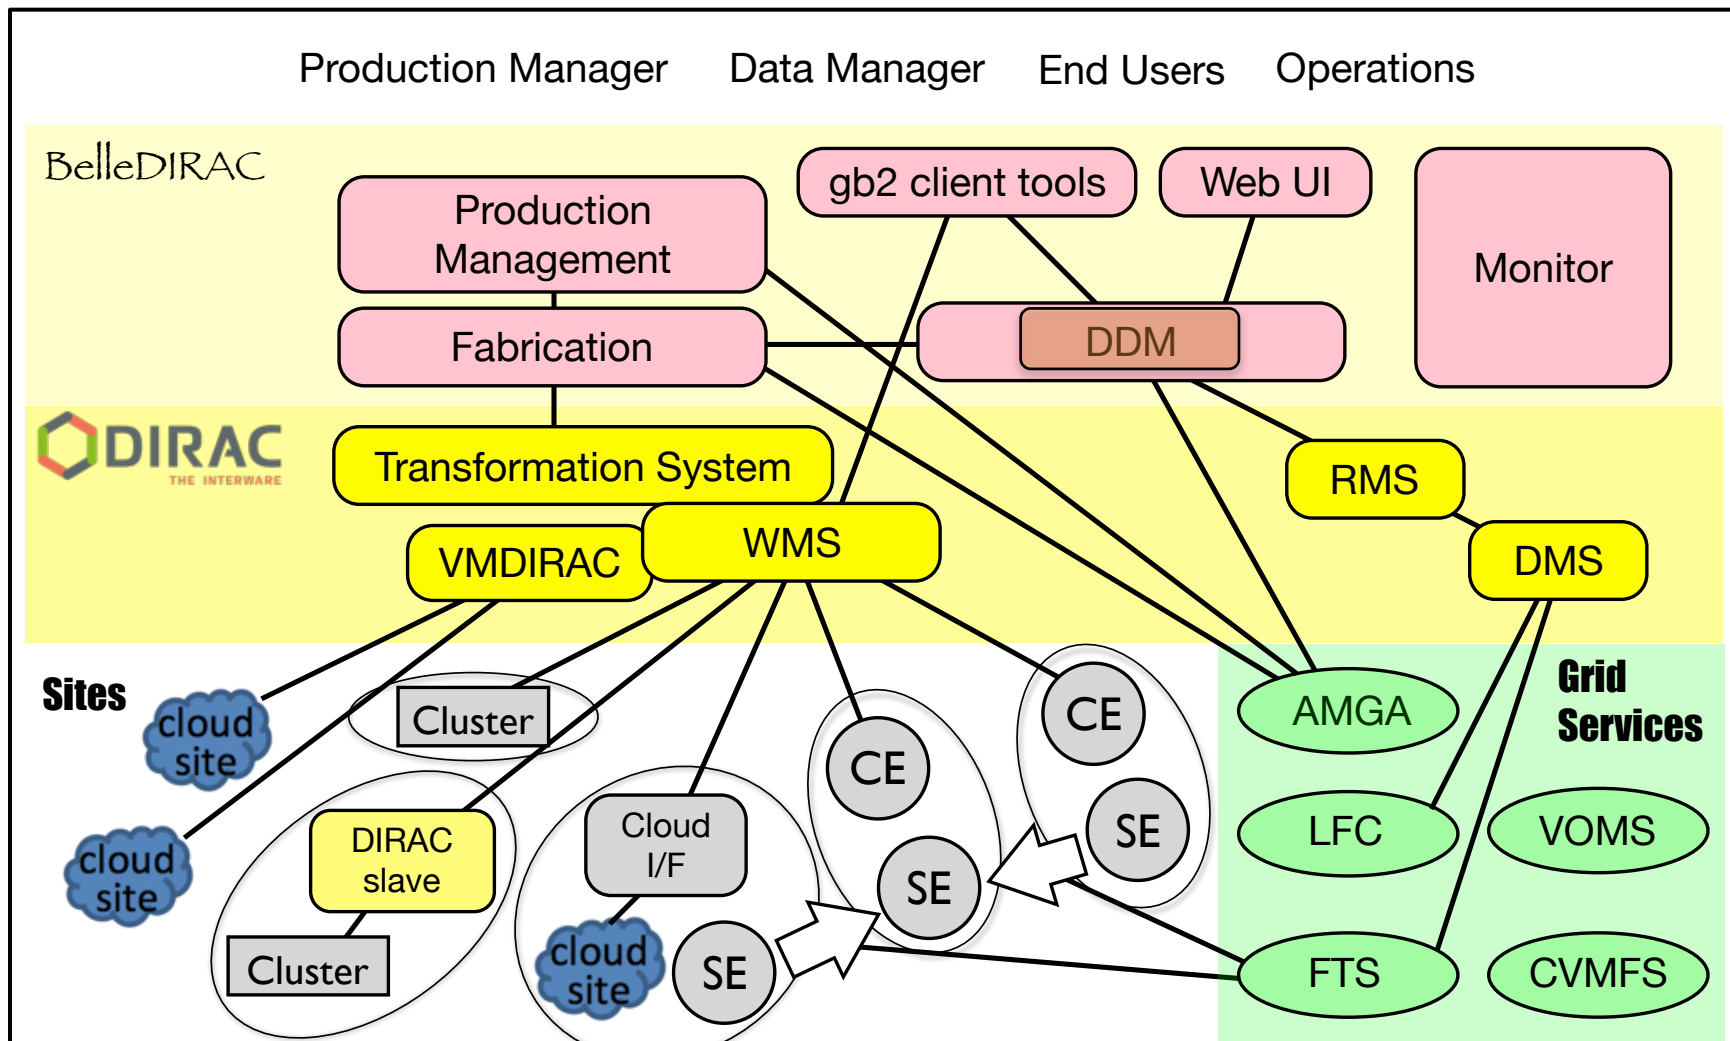 Production Manager
Data Manager
End Users
Operations
BelleDIRAC
gb2 client tools
Web UI
Production
Management
Monitor
Fabrication
DDM
DIRAC
THE INTERWARE
Transformation System
RMS
WMS
VMDIRAC
DMS
Sites
Grid
Services
cloud
site
Cluster
CE
CE
AMGA
cloud
site
DIRAC
slave
Cloud
I/F
SE
SE
LFC
VOMS
Cluster
cloud
site
SE
FTS
CVMFS